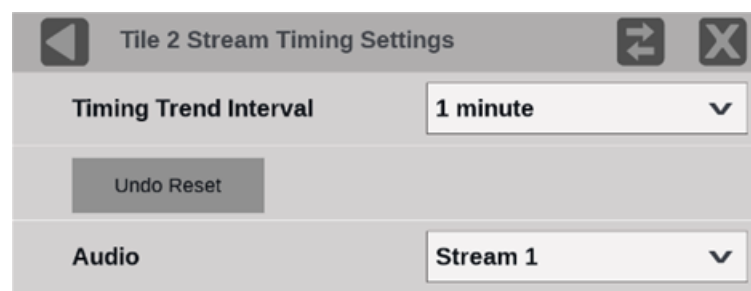 Tile 2 Stream Timing Settings
Timing Trend Interval 1 minute
Undo Reset
Audio Stream 1